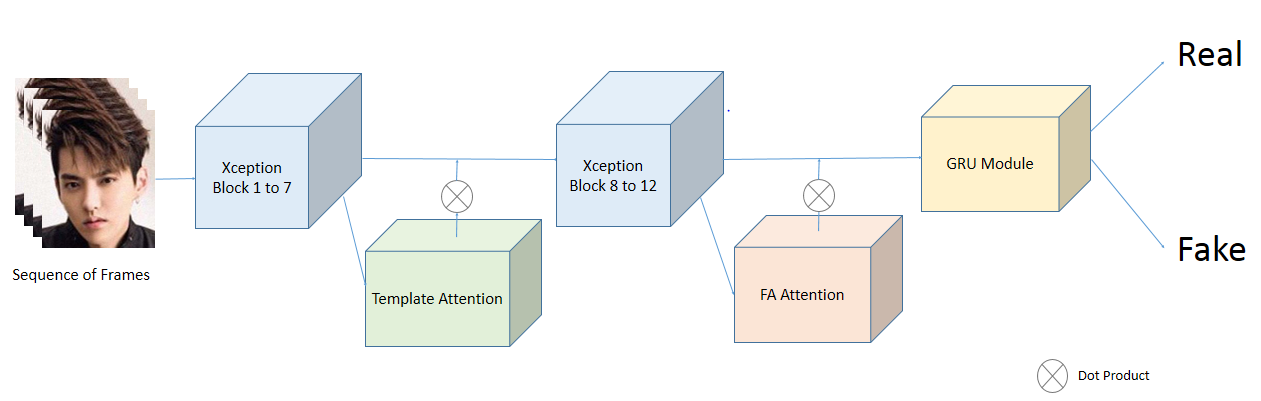 Real
Xception
Block 1 to 7
Xception
Block 8 to 12
GRU Module
Fake
Sequence of Frames
Template Attention
FA Attention
Dot Product